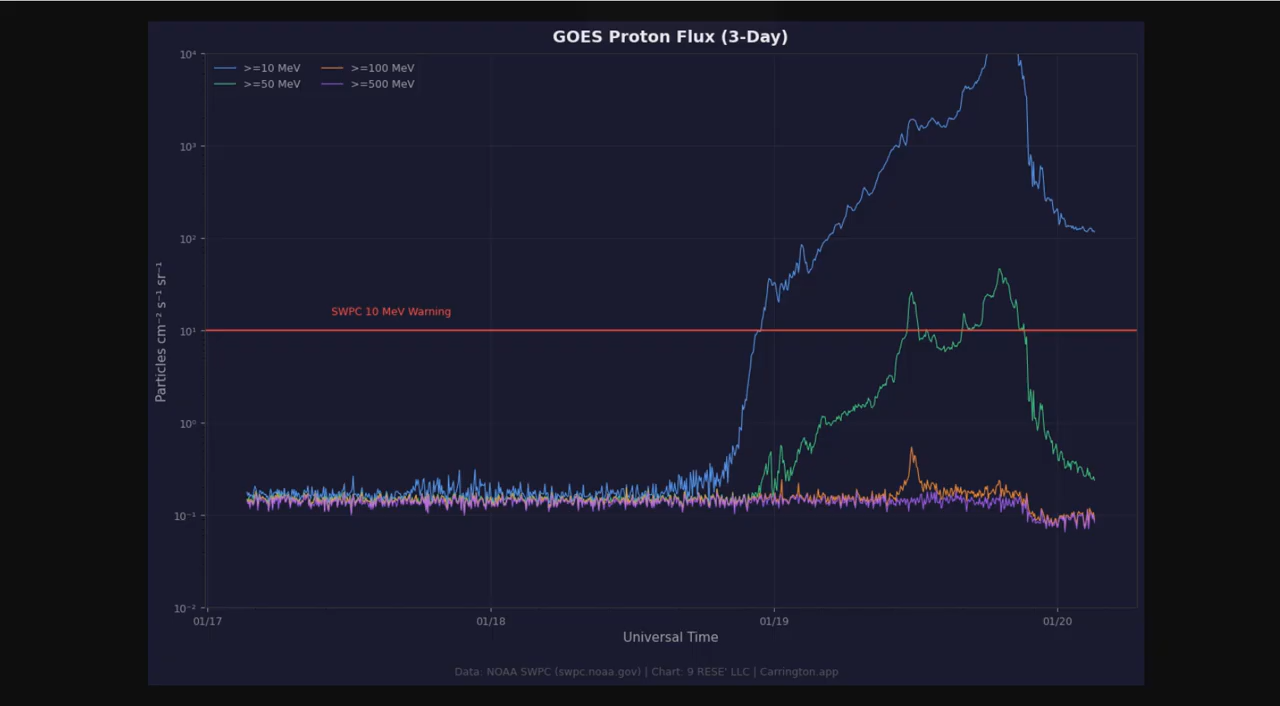 GOES Proton Flux (3-Day)
>=10 MeV
>=50 MeV
>=100 MeV
>=500 MeV
SWPC 10 MeV Warning
Particles cm⁻² s⁻¹ sr⁻¹
10⁴
10³
10²
10¹
10⁰
10⁻¹
10⁻²
01/17
01/18
01/19
01/20
Universal Time
Data: NOAA SWPC (swpc.noaa.gov) | Chart: 9 RESE' LLC | Carrington.app